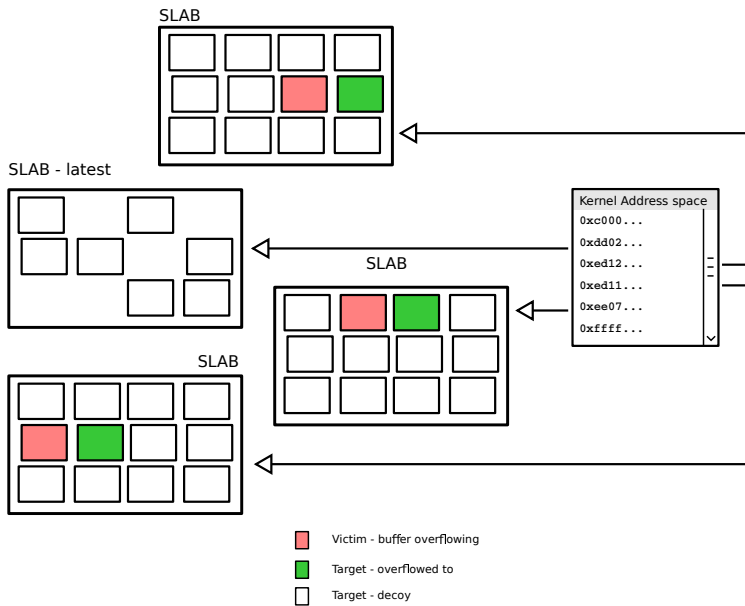 SLAB
SLAB - latest
Kernel Address space
0xc000...
0xdd02...
0xed12...
0xed11...
0xee07...
0xffff...
SLAB
SLAB
Victim - buffer overflowing
Target - overflowed to
Target - decoy